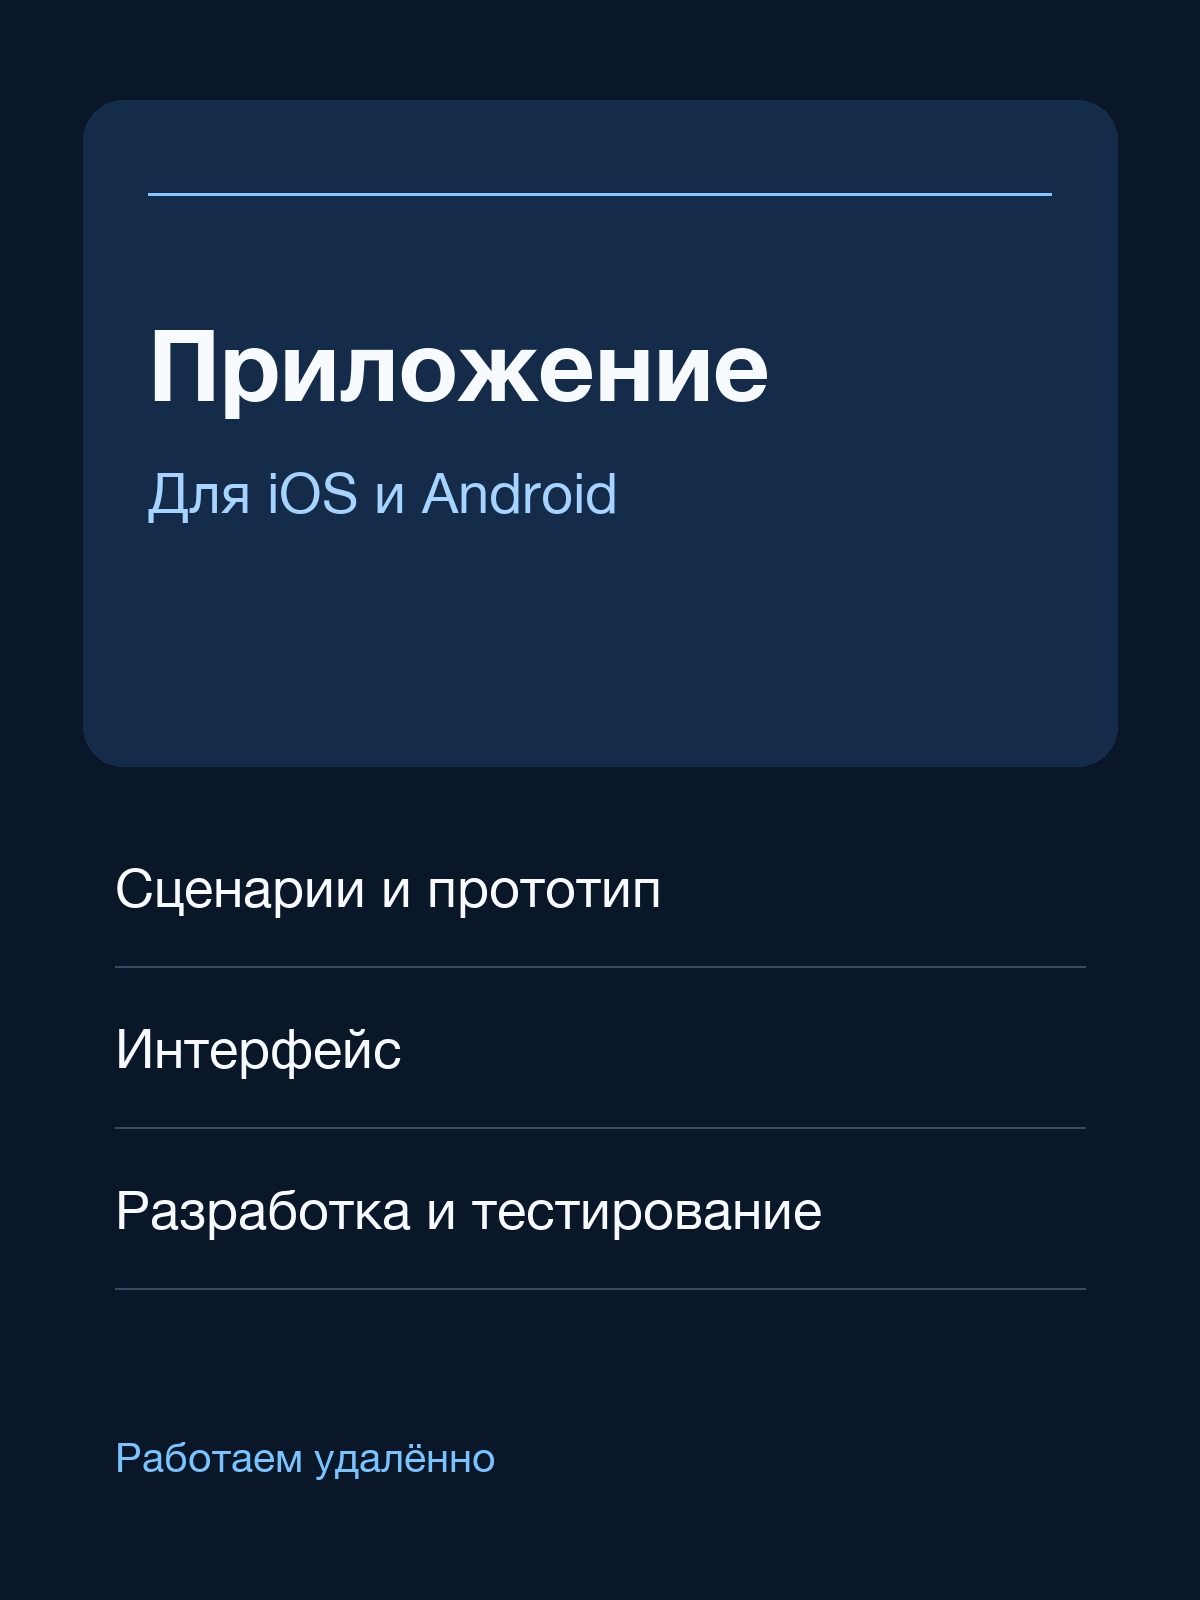 Приложение
Для iOS и Android
Сценарии и прототип
Интерфейс
Разработка и тестирование
Работаем удалённо